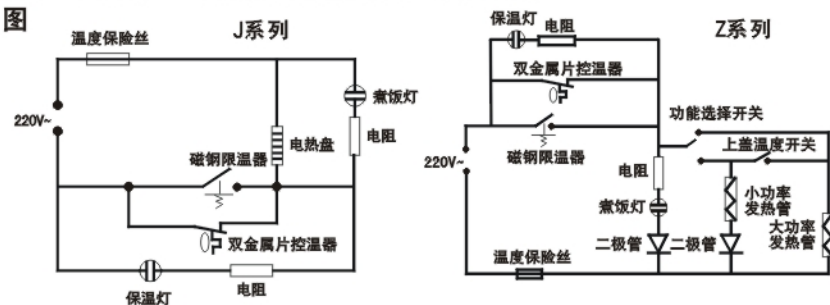 图
J系列
温度保险丝
220V~
煮饭灯
电阻
电热盘
磁钢限温器
双金属片控温器
保温灯
电阻
Z系列
保温灯
电阻
双金属片控温器
功能选择开关
磁钢限温器
上盖温度开关
220V~
电阻
小功率
发热管
煮饭灯
大功率
发热管
二极管
二极管
温度保险丝